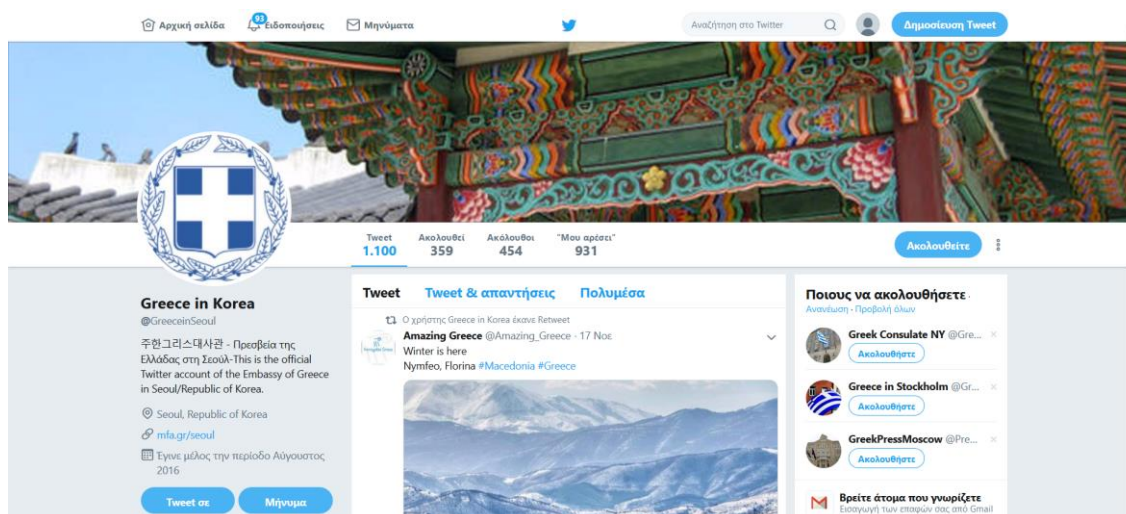 Αρχική σελίδα
93
Ειδοποιήσεις
Μηνύματα
Αναζήτηση στο Twitter
Δημοσίευση Tweet
Tweet
1.100
Ακολουθεί
359
Ακόλουθοι
454
"Μου αρέσει"
931
Ακολουθείτε
Greece in Korea
@GreeceinSeoul
주한그리스대사관 - Πρεσβεία της
Ελλάδας στη Σεούλ-This is the official
Twitter account of the Embassy of Greece
in Seoul/Republic of Korea.
Seoul, Republic of Korea
mfa.gr/seoul
Έγινε μέλος την περίοδο Αύγουστος
2016
Tweet σε
Μήνυμα
Tweet
Tweet & απαντήσεις
Πολυμέσα
Ο χρήστης Greece in Korea έκανε Retweet
Amazing Greece @Amazing_Greece · 17 Νοε
Winter is here
Nymfeo, Florina #Macedonia #Greece
Ποιους να ακολουθήσετε ·
Ανανέωση · Προβολή όλων
Greek Consulate NY @Gre...
Ακολουθήστε
Greece in Stockholm @Gr...
Ακολουθήστε
GreekPressMoscow @Pre...
Ακολουθήστε
Βρείτε άτομα που γνωρίζετε
Εισαγωγή των επαφών σας από Gmail